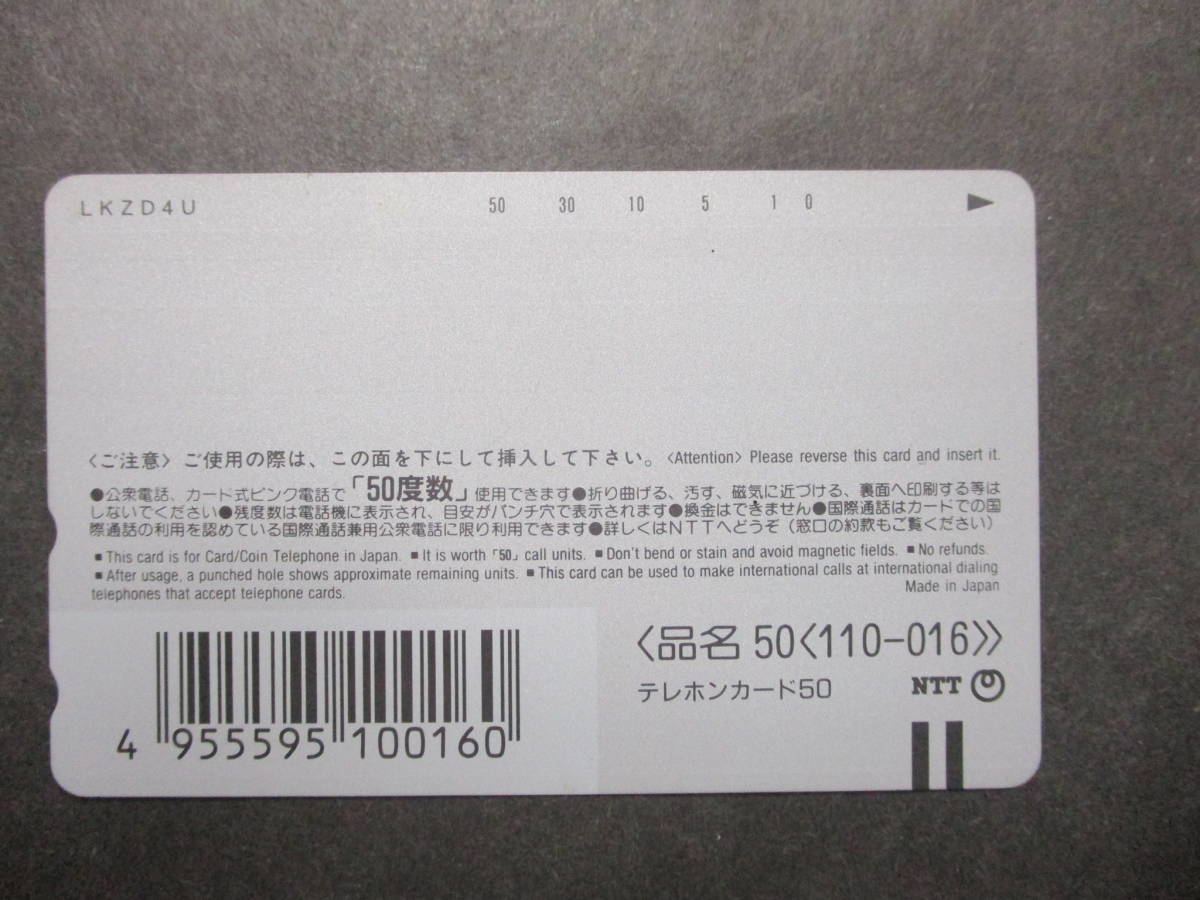 LKZD4U 50 30 10 5 1 0 ▶
〈ご注意〉ご使用の際は、この面を下にして挿入して下さい。〈Attention〉Please reverse this card and insert it.
●公衆電話、カード式ピンク電話で「50度数」使用できます●折り曲げる、汚す、磁気に近づける、裏面へ印刷する等は
しないでください●残度数は電話機に表示され、目安がパンチ穴で表示されます●換金はできません●国際通話はカードでの国
際通話の利用を認めている国際通話兼用公衆電話に限り利用できます●詳しくはNTTへどうぞ（窓口の約款もご覧ください）
■ This card is for Card/Coin Telephone in Japan. ■ It is worth「50」call units. ■ Don't bend or stain and avoid magnetic fields. ■ No refunds.
■ After usage, a punched hole shows approximate remaining units. ■ This card can be used to make international calls at international dialing
telephones that accept telephone cards. Made in Japan
〈品名 50〈110-016〉〉
テレホンカード50 NTT
4 955595 100160